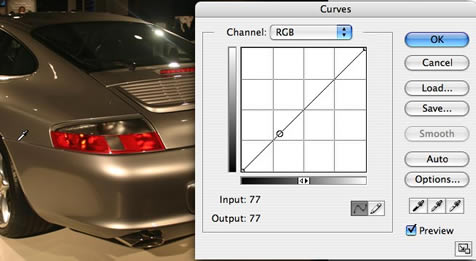 Curves
Channel: RGB
OK
Cancel
Load...
Save...
Smooth
Auto
Options...
Input: 77
Output: 77
Preview